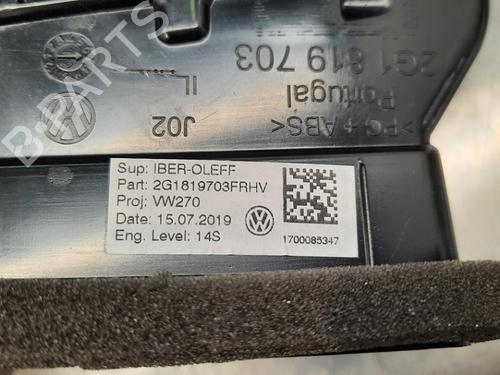 2G1 819 703
Portugal
>PC+ABS<
IL
J02
B-PARTS
Sup: IBER-OLEFF
Part: 2G1819703FRHV
Proj: VW270
Date: 15.07.2019
Eng. Level: 14S
1700085347